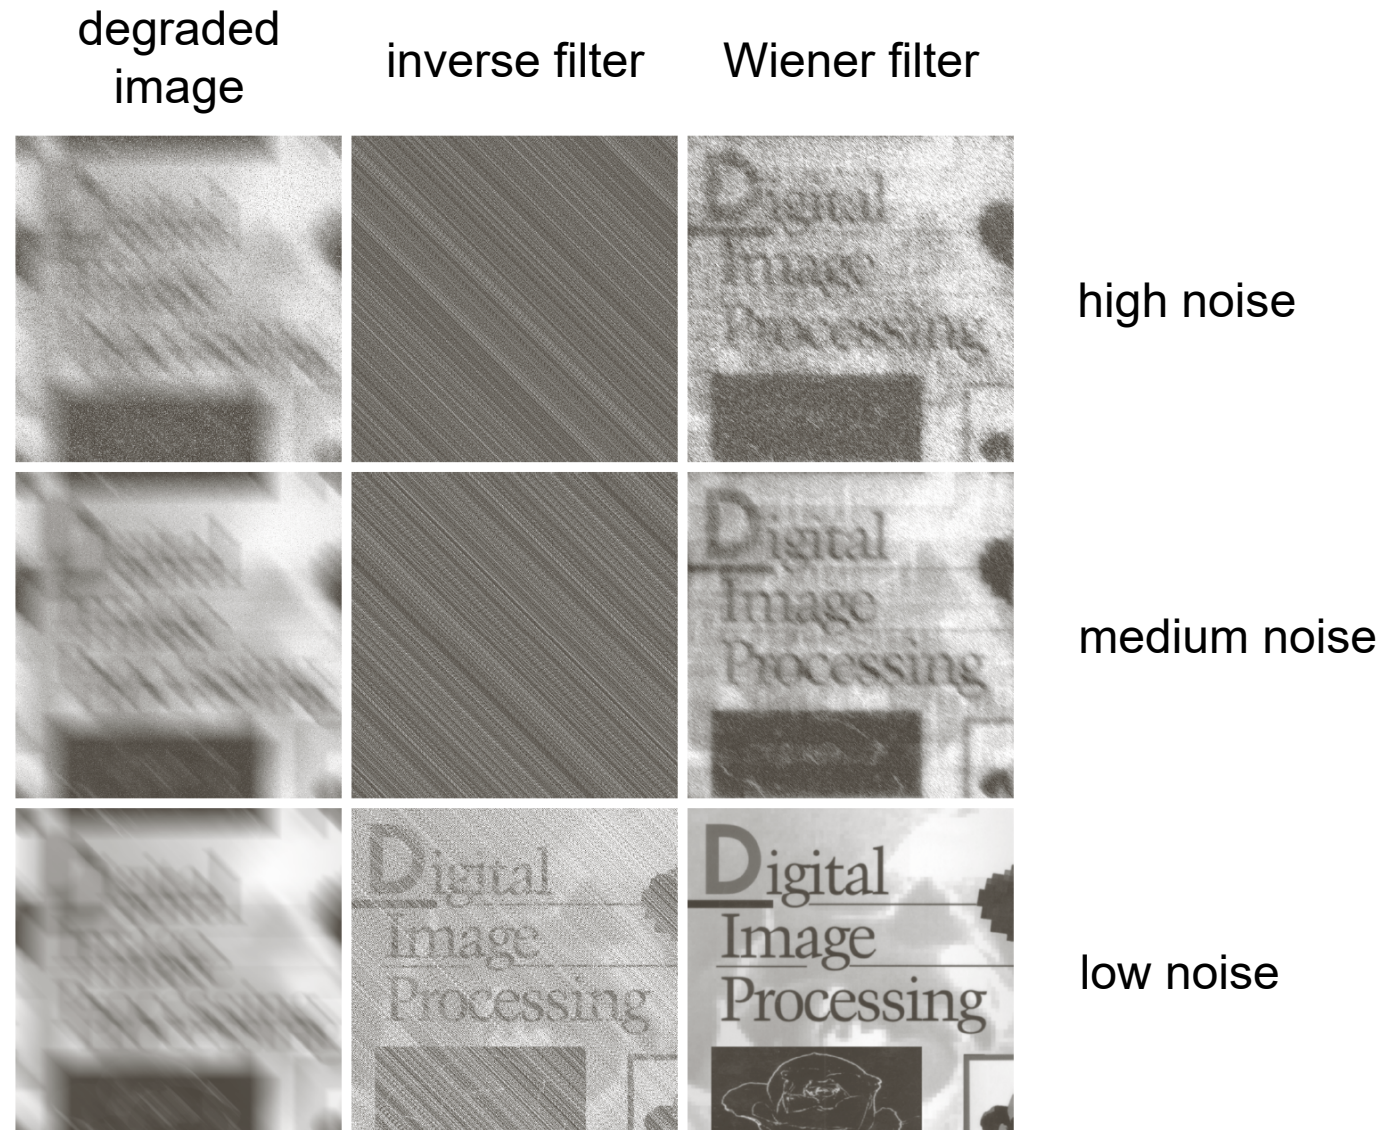 degraded
image
inverse filter
Wiener filter
Digital
Image
Processing
high noise
Digital
Image
Processing
medium noise
Digital
Image
Processing
Digital
Image
Processing
low noise